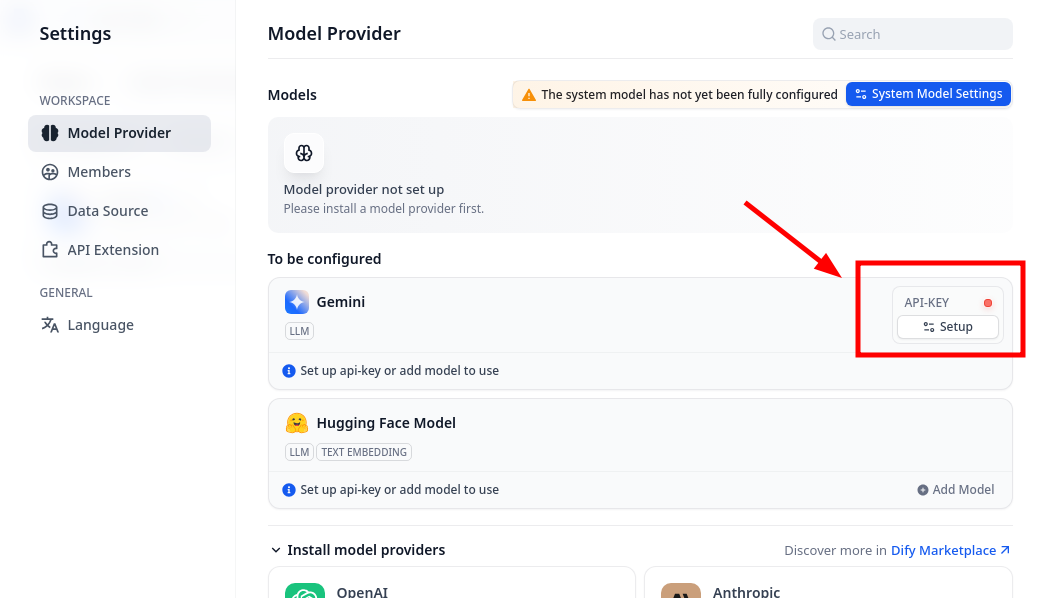 Settings
WORKSPACE
Model Provider
Members
Data Source
API Extension
GENERAL
Language
Model Provider
Search
Models
The system model has not yet been fully configured
System Model Settings
Model provider not set up
Please install a model provider first.
To be configured
Gemini
LLM
API-KEY
Setup
Set up api-key or add model to use
Hugging Face Model
LLM
TEXT EMBEDDING
Set up api-key or add model to use
Add Model
Install model providers
Discover more in Dify Marketplace
OpenAI
Anthropic